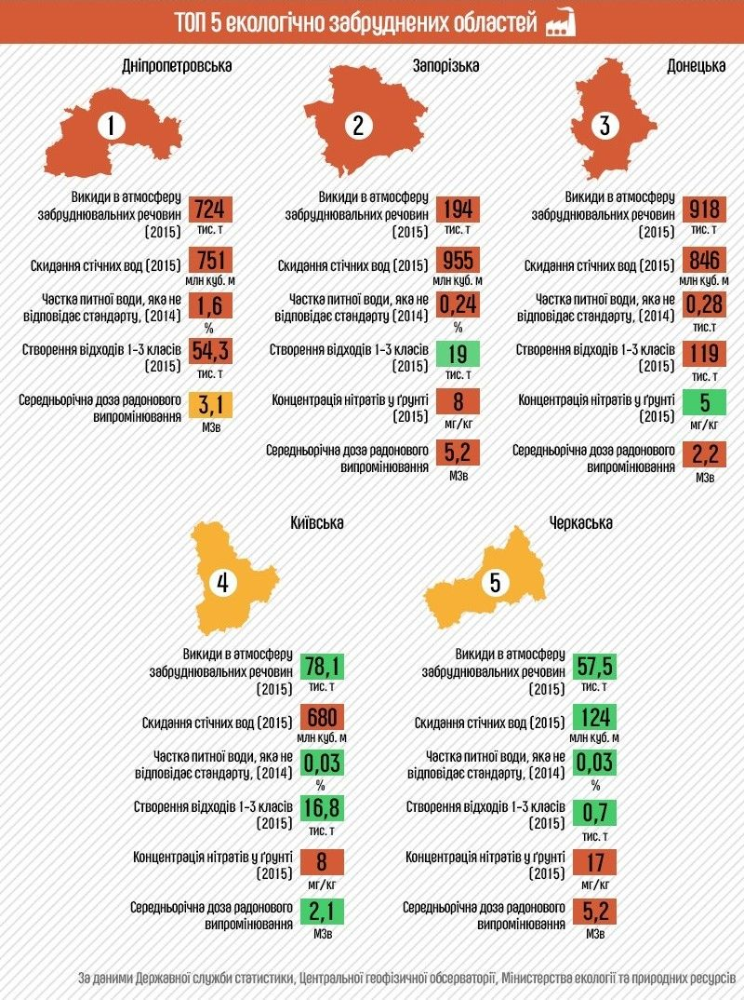 ТОП 5 екологічно забруднених областей
Дніпропетровська
1
Викиди в атмосферу
забруднювальних речовин
(2015)
724
тис. т
Скидання стічних вод (2015)
751
млн куб. м
Частка питної води, яка не
відповідає стандарту, (2014)
1,6
%
Створення відходів 1-3 класів
(2015)
54,3
тис. т
Середньорічна доза радонового
випромінювання
3,1
МЗв
Запорізька
2
Викиди в атмосферу
забруднювальних речовин
(2015)
194
тис. т
Скидання стічних вод (2015)
955
млн куб. м
Частка питної води, яка не
відповідає стандарту (2014)
0,24
%
Створення відходів 1-3 класів
(2015)
19
тис. т
Концентрація нітратів у ґрунті
(2015)
8
мг/кг
Середньорічна доза радонового
випромінювання
5,2
МЗв
Донецька
3
Викиди в атмосферу
забруднювальних речовин
(2015)
918
тис. т
Скидання стічних вод (2015)
846
млн куб. м
Частка питної води, яка не
відповідає стандарту, (2014)
0,28
тис.т
Створення відходів 1-3 класів
(2015)
119
тис. т
Концентрація нітратів у ґрунті
(2015)
5
мг/кг
Середньорічна доза радонового
випромінювання
2,2
МЗв
Київська
4
Викиди в атмосферу
забруднювальних речовин
(2015)
78,1
тис. т
Скидання стічних вод (2015)
680
млн куб. м
Частка питної води, яка не
відповідає стандарту, (2014)
0,03
%
Створення відходів 1-3 класів
(2015)
16,8
тис. т
Концентрація нітратів у ґрунті
(2015)
8
мг/кг
Середньорічна доза радонового
випромінювання
2,1
МЗв
Черкаська
5
Викиди в атмосферу
забруднювальних речовин
(2015)
57,5
тис. т
Скидання стічних вод (2015)
124
млн куб. м
Частка питної води, яка не
відповідає стандарту, (2014)
0,03
%
Створення відходів 1-3 класів
(2015)
0,7
тис. т
Концентрація нітратів у ґрунті
(2015)
17
мг/кг
Середньорічна доза радонового
випромінювання
5,2
МЗв
За даними Державної служби статистики, Центральної геофізичної обсерваторії, Міністерства екології та природних ресурсів